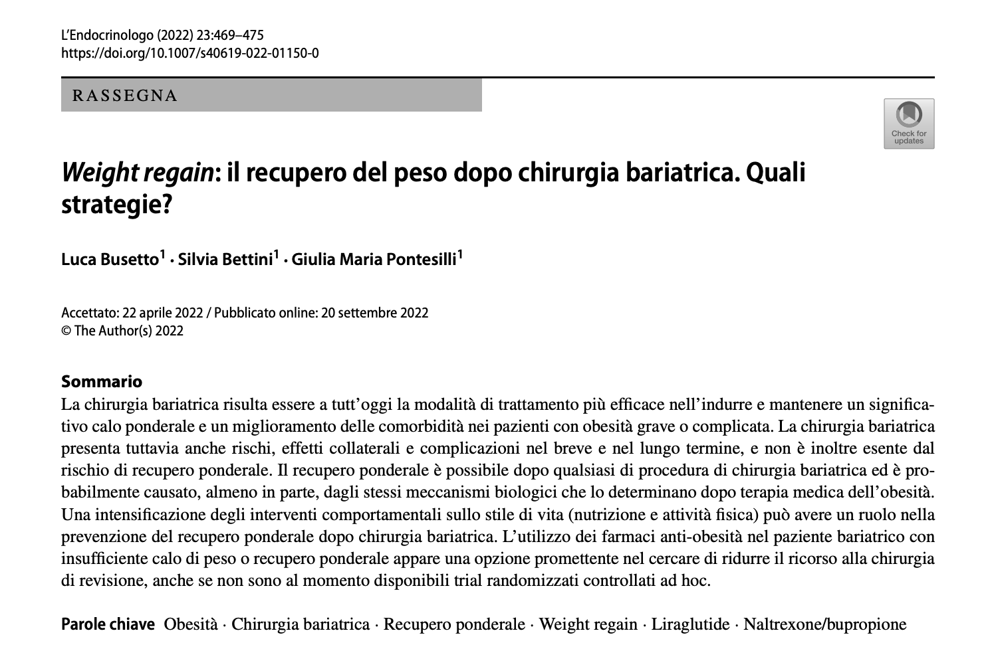 L’Endocrinologo (2022) 23:469–475
https://doi.org/10.1007/s40619-022-01150-0
RASSEGNA
Check for
updates
Weight regain: il recupero del peso dopo chirurgia bariatrica. Quali
strategie?
Luca Busetto1 · Silvia Bettini1 · Giulia Maria Pontesilli1
Accettato: 22 aprile 2022 / Pubblicato online: 20 settembre 2022
© The Author(s) 2022
Sommario
La chirurgia bariatrica risulta essere a tutt’oggi la modalità di trattamento più efficace nell’indurre e mantenere un significa-
tivo calo ponderale e un miglioramento delle comorbidità nei pazienti con obesità grave o complicata. La chirurgia bariatrica
presenta tuttavia anche rischi, effetti collaterali e complicazioni nel breve e nel lungo termine, e non è inoltre esente dal
rischio di recupero ponderale. Il recupero ponderale è possibile dopo qualsiasi di procedura di chirurgia bariatrica ed è pro-
babilmente causato, almeno in parte, dagli stessi meccanismi biologici che lo determinano dopo terapia medica dell’obesità.
Una intensificazione degli interventi comportamentali sullo stile di vita (nutrizione e attività fisica) può avere un ruolo nella
prevenzione del recupero ponderale dopo chirurgia bariatrica. L’utilizzo dei farmaci anti-obesità nel paziente bariatrico con
insufficiente calo di peso o recupero ponderale appare una opzione promettente nel cercare di ridurre il ricorso alla chirurgia
di revisione, anche se non sono al momento disponibili trial randomizzati controllati ad hoc.
Parole chiave Obesità · Chirurgia bariatrica · Recupero ponderale · Weight regain · Liraglutide · Naltrexone/bupropione